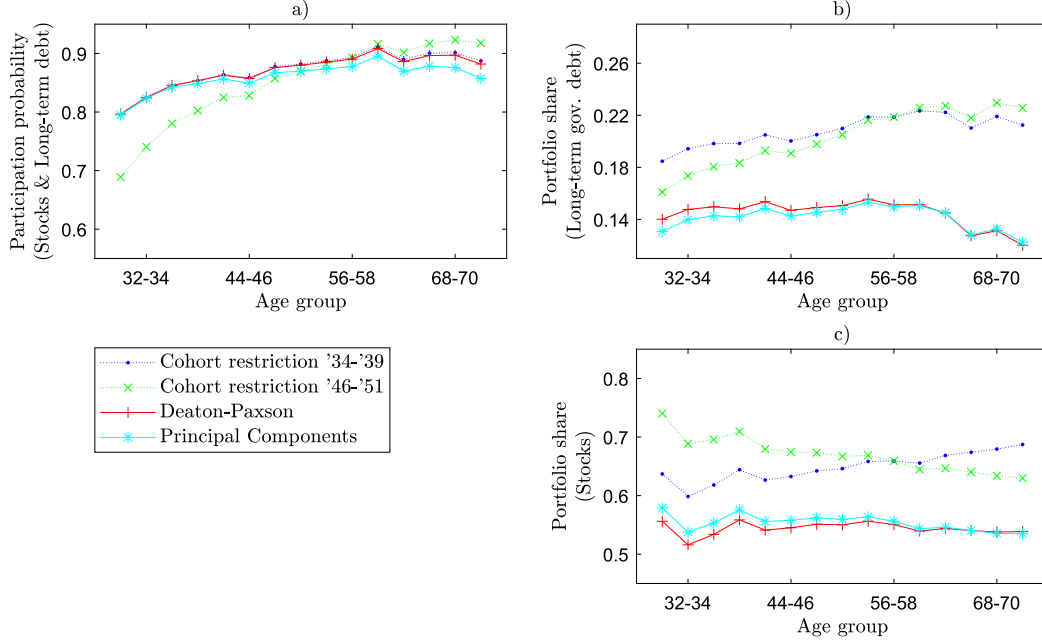 a)
Participation probability
(Stocks & Long-term debt)
0.9
0.8
0.7
0.6
32-34
44-46
56-58
68-70
Age group
b)
Portfolio share
(Long-term gov. debt)
0.26
0.22
0.18
0.14
32-34
44-46
56-58
68-70
Age group
Cohort restriction '34-'39
Cohort restriction '46-'51
Deaton-Paxson
Principal Components
c)
Portfolio share
(Stocks)
0.8
0.7
0.6
0.5
32-34
44-46
56-58
68-70
Age group